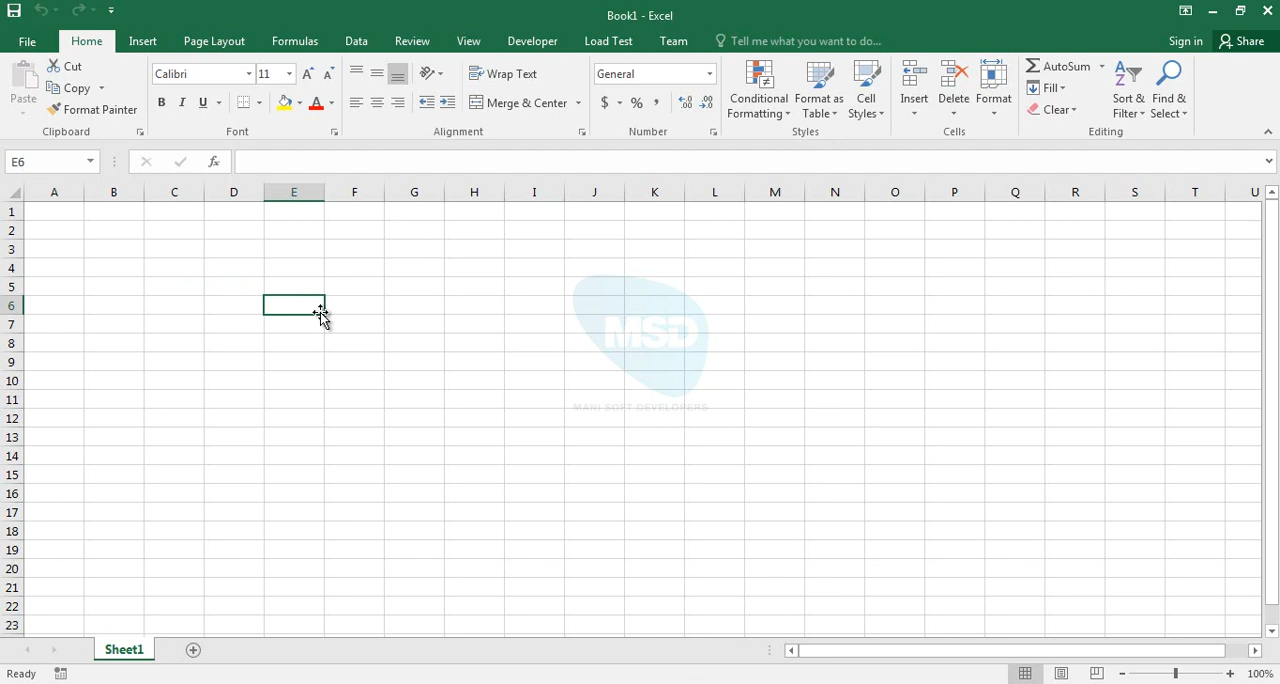 Book1 - Excel
File Home Insert Page Layout Formulas Data Review View Developer Load Test Team Tell me what you want to do... Sign in Share
Paste Cut Copy Format Painter Clipboard
Calibri 11 B I U A Font
Wrap Text Merge & Center Alignment
General $ % , Number
Conditional Formatting Format as Table Cell Styles Styles
Insert Delete Format Cells
AutoSum Fill Clear Sort & Filter Find & Select Editing
E6 fx
A B C D E F G H I J K L M N O P Q R S T U
1
2
3
4
5
6
7
8
MSD
9
10
11
MANI SOFT DEVELOPERS
12
13
14
15
16
17
18
19
20
21
22
23
Sheet1
Ready 100%